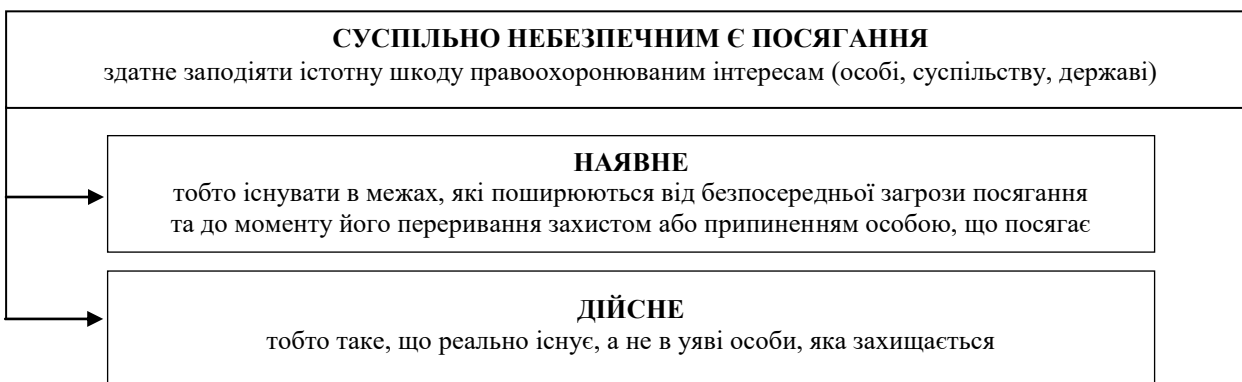 СУСПІЛЬНО НЕБЕЗПЕЧНИМ Є ПОСЯГАННЯ
здатне заподіяти істотну шкоду правоохоронюваним інтересам (особі, суспільству, державі)
НАЯВНЕ
тобто існувати в межах, які поширюються від безпосередньої загрози посягання
та до моменту його переривання захистом або припиненням особою, що посягає
ДІЙСНЕ
тобто таке, що реально існує, а не в уяві особи, яка захищається